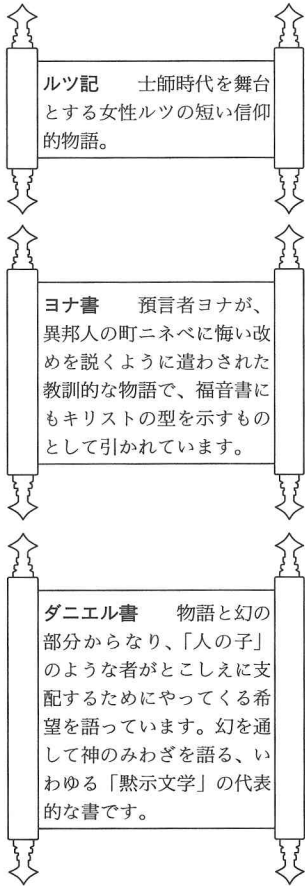 ルツ記　　士師時代を舞台
とする女性ルツの短い信仰
的物語。
ヨナ書　　預言者ヨナが、
異邦人の町ニネベに悔い改
めを説くように遣わされた
教訓的な物語で、福音書に
もキリストの型を示すもの
として引かれています。
ダニエル書　　物語と幻の
部分からなり、「人の子」
のような者がとこしえに支
配するためにやってくる希
望を語っています。幻を通
して神のみわざを語る、い
わゆる「黙示文学」の代表
的な書です。